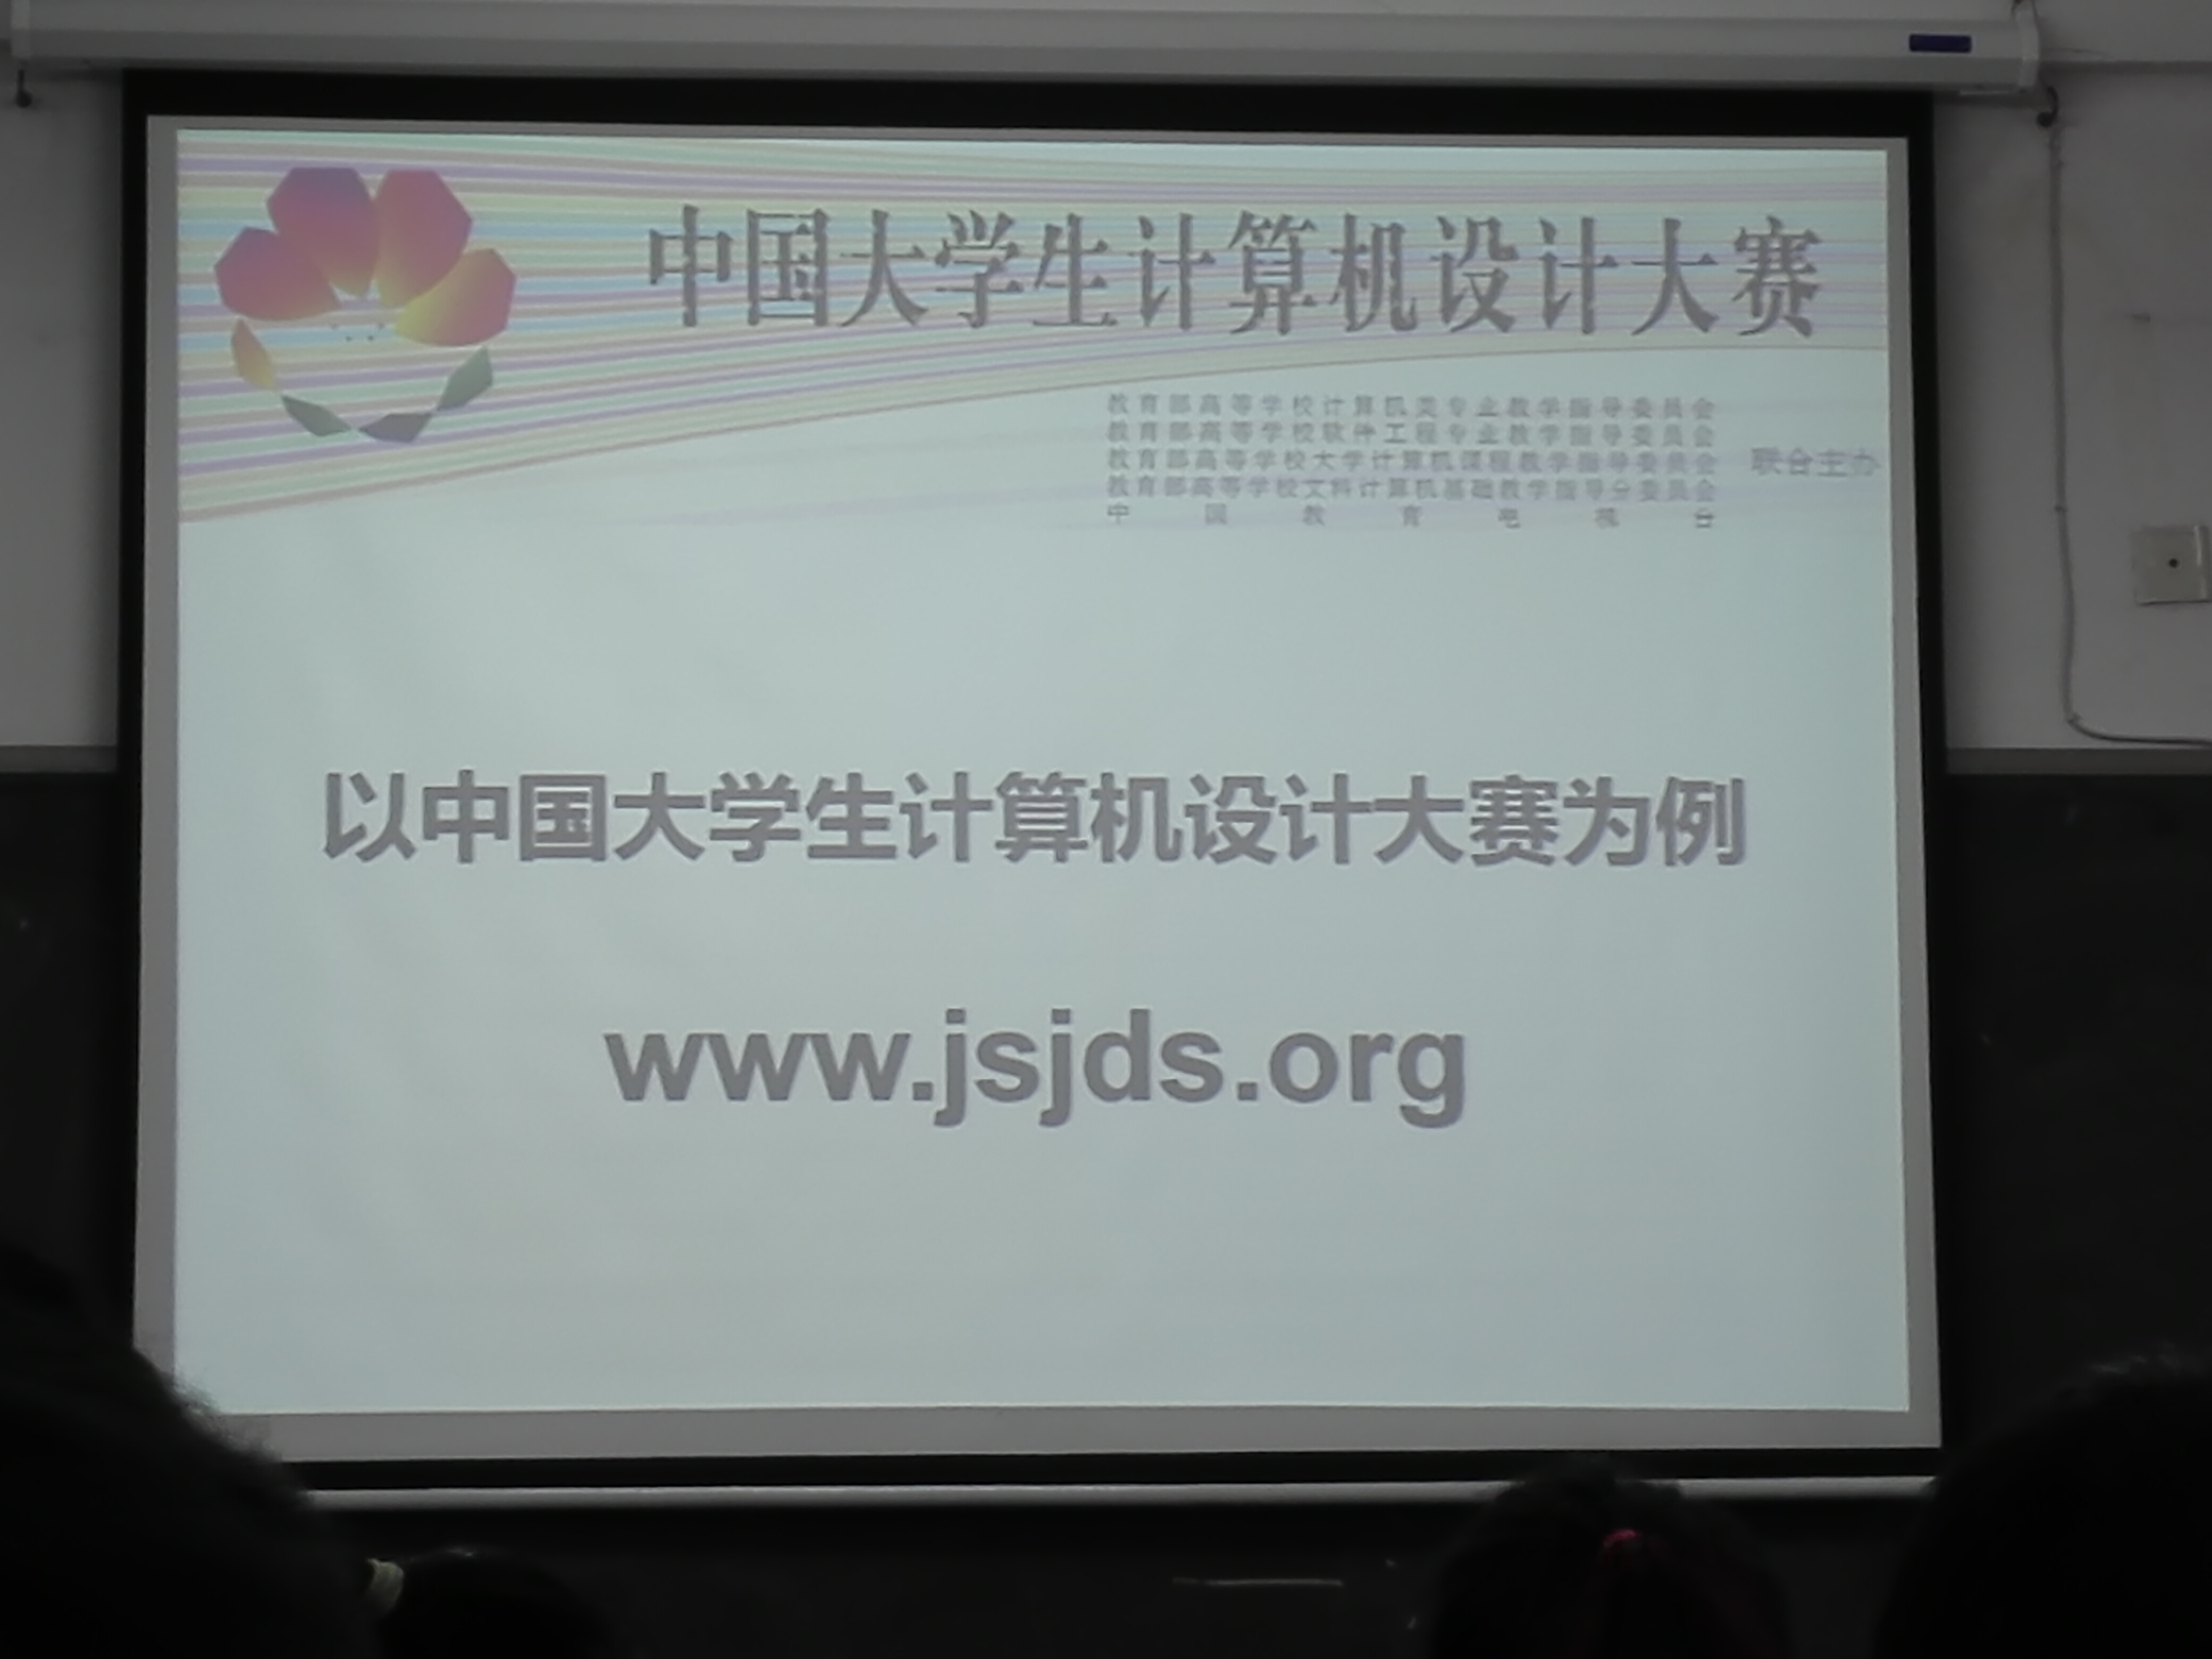 中国大学生计算机设计大赛
教育部高等学校计算机类专业教学指导委员会
教育部高等学校软件工程专业教学指导委员会
教育部高等学校大学计算机课程教学指导委员会
教育部高等学校文科计算机基础教学指导分委员会
中国教育电视台
联合主办
以中国大学生计算机设计大赛为例
www.jsjds.org